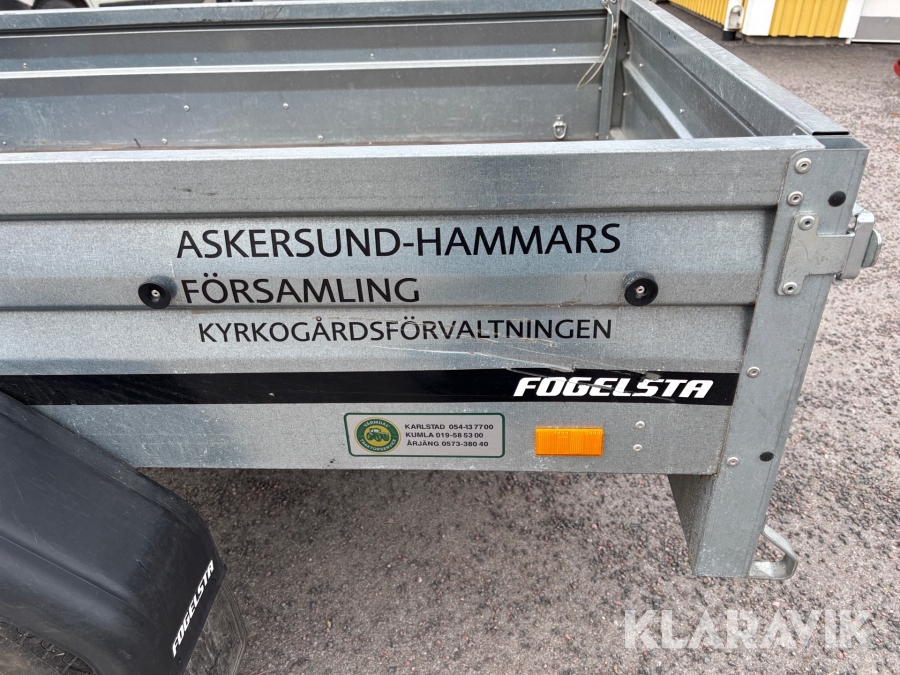 ASKERSUND-HAMMARS
FÖRSAMLING
KYRKOGÅRDSFÖRVALTNINGEN
FOGELSTA
KARLSTAD 054-13 77 00
KUMLA 019-58 53 00
ÅRJÄNG 0573-380 40
FOGELSTA
KLARAVIK